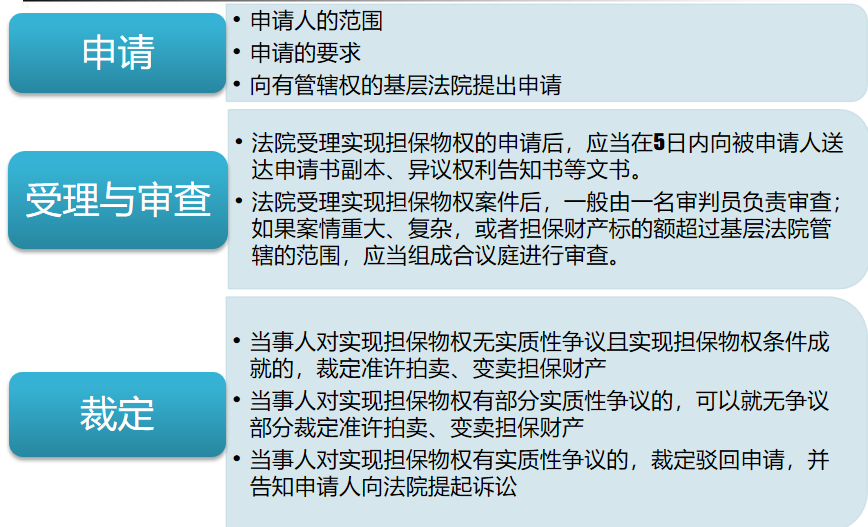 申请
• 申请人的范围
• 申请的要求
• 向有管辖权的基层法院提出申请
受理与审查
• 法院受理实现担保物权的申请后，应当在5日内向被申请人送
达申请书副本、异议权利告知书等文书。
• 法院受理实现担保物权案件后，一般由一名审判员负责审查；
如果案情重大、复杂，或者担保财产标的额超过基层法院管
辖的范围，应当组成合议庭进行审查。
裁定
• 当事人对实现担保物权无实质性争议且实现担保物权条件成
就的，裁定准许拍卖、变卖担保财产
• 当事人对实现担保物权有部分实质性争议的，可以就无争议
部分裁定准许拍卖、变卖担保财产
• 当事人对实现担保物权有实质性争议的，裁定驳回申请，并
告知申请人向法院提起诉讼